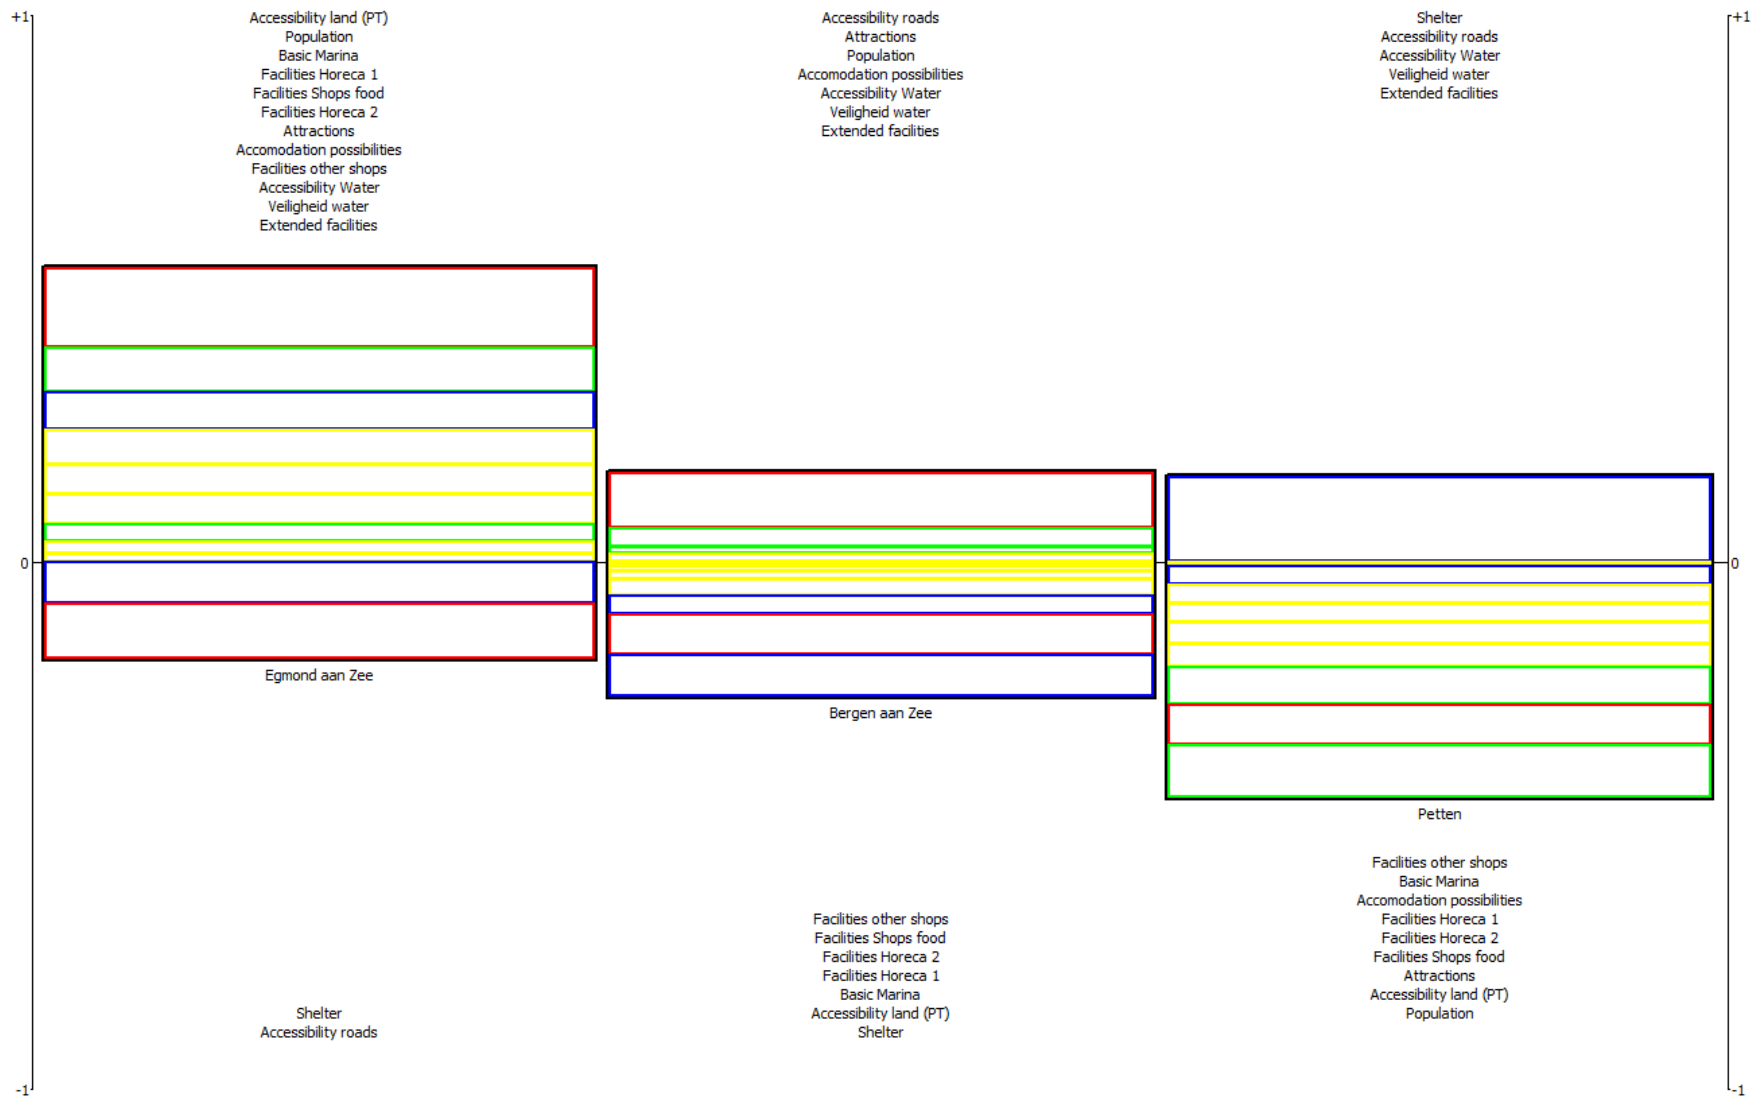 +1
Accessibility land (PT)
Population
Basic Marina
Facilities Horeca 1
Facilities Shops food
Facilities Horeca 2
Attractions
Accomodation possibilities
Facilities other shops
Accessibility Water
Veiligheid water
Extended facilities
Accessibility roads
Attractions
Population
Accomodation possibilities
Accessibility Water
Veiligheid water
Extended facilities
Shelter
Accessibility roads
Accessibility Water
Veiligheid water
Extended facilities
+1
0
0
Egmond aan Zee
Bergen aan Zee
Petten
Shelter
Accessibility roads
Facilities other shops
Facilities Shops food
Facilities Horeca 2
Facilities Horeca 1
Basic Marina
Accessibility land (PT)
Shelter
Facilities other shops
Basic Marina
Accomodation possibilities
Facilities Horeca 1
Facilities Horeca 2
Facilities Shops food
Attractions
Accessibility land (PT)
Population
-1
-1